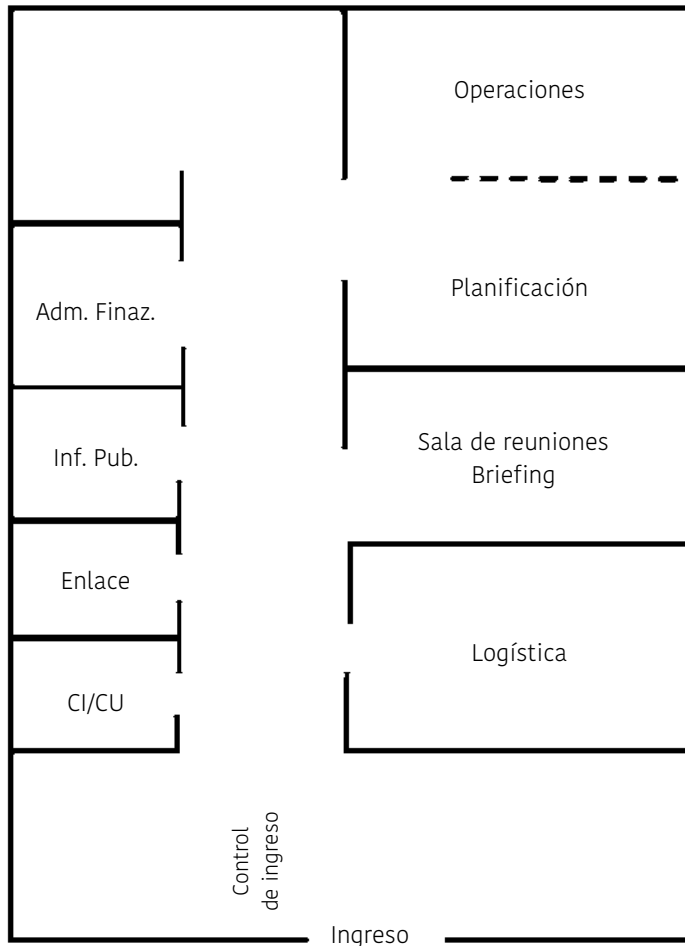 Operaciones
Planificación
Adm. Finaz.
Sala de reuniones
Briefing
Inf. Pub.
Enlace
Logística
CI/CU
Control
de ingreso
Ingreso